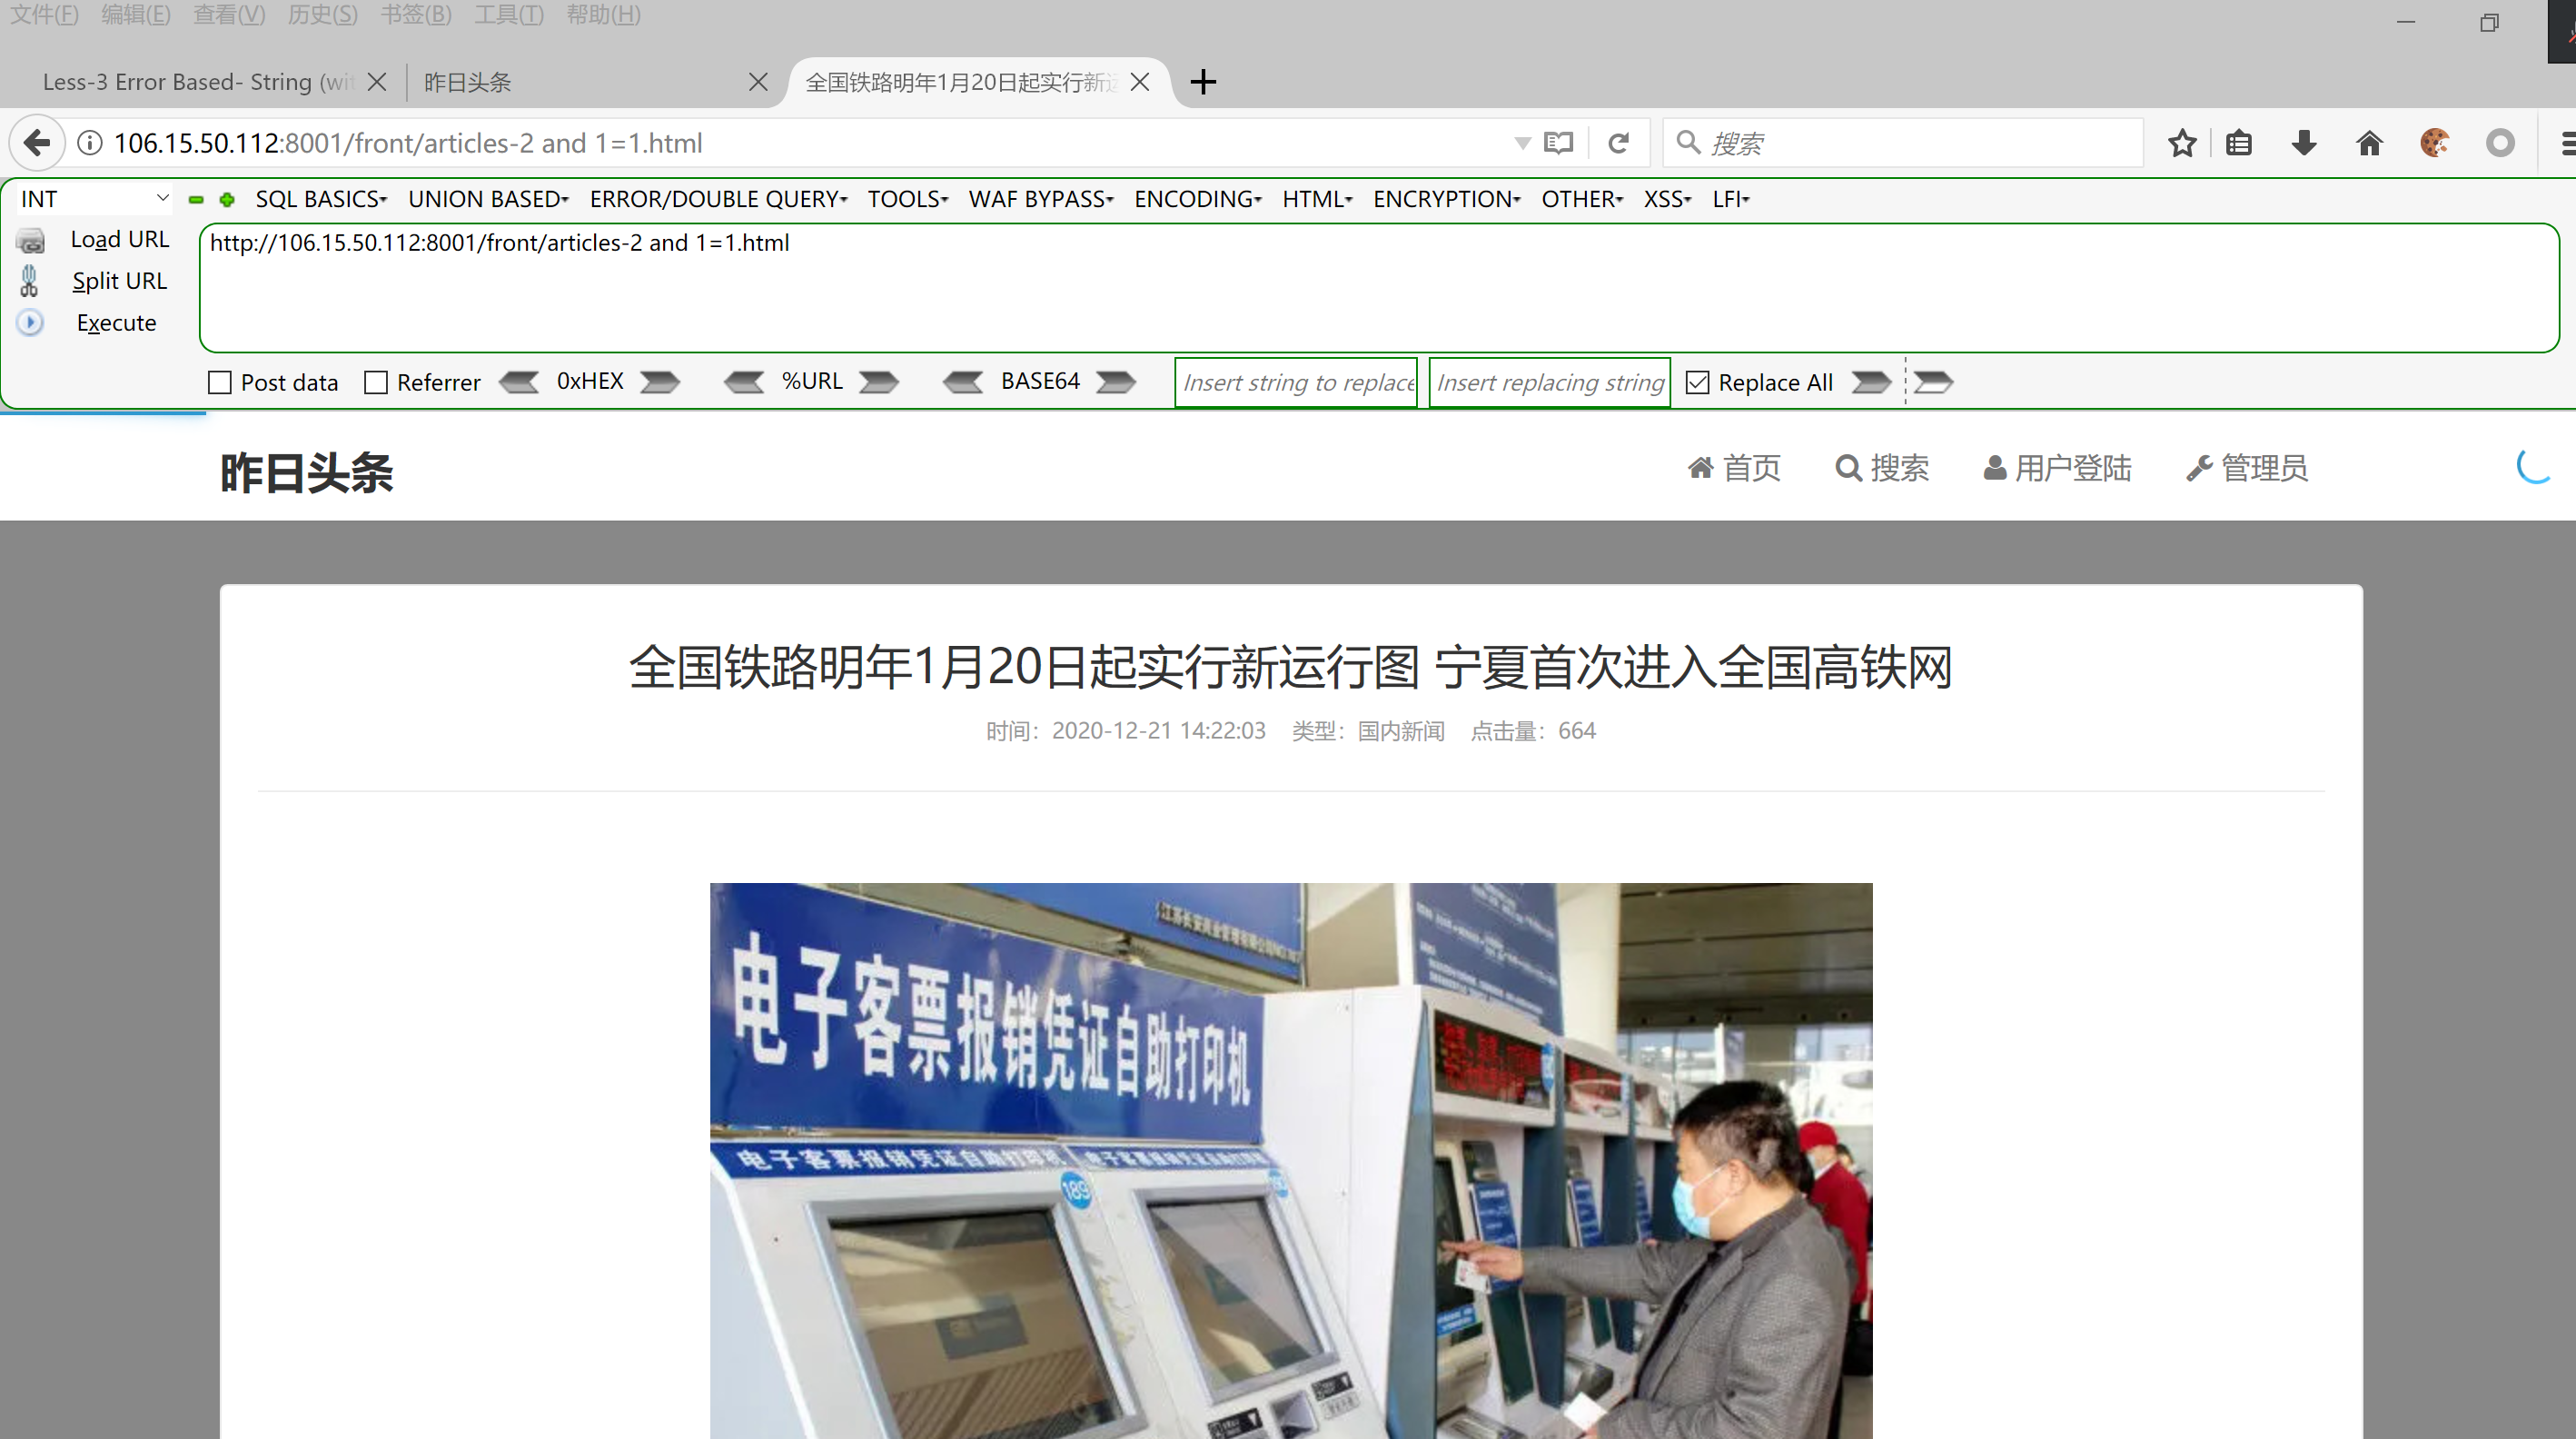 文件(F) 编辑(E) 查看(V) 历史(S) 书签(B) 工具(T) 帮助(H)
Less-3 Error Based- String (wit
昨日头条
全国铁路明年1月20日起实行新运
106.15.50.112:8001/front/articles-2 and 1=1.html
搜索
INT
SQL BASICS UNION BASED ERROR/DOUBLE QUERY TOOLS WAF BYPASS ENCODING HTML ENCRYPTION OTHER XSS LFI
Load URL
http://106.15.50.112:8001/front/articles-2 and 1=1.html
Split URL
Execute
Post data Referrer 0xHEX %URL BASE64 Insert string to replace Insert replacing string Replace All
昨日头条
首页 搜索 用户登陆 管理员
全国铁路明年1月20日起实行新运行图 宁夏首次进入全国高铁网
时间：2020-12-21 14:22:03 类型：国内新闻 点击量：664
电子客票报销凭证自助打印机
电子客票报销凭证自助打印机
电子客票报销凭证自助打印机
189